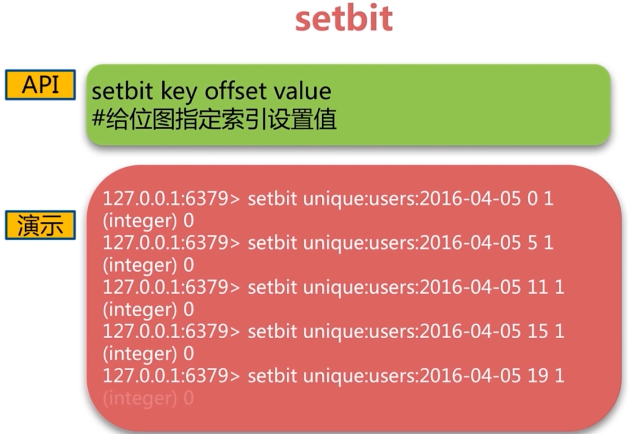 setbit
API
setbit key offset value
#给位图指定索引设置值
演示
127.0.0.1:6379> setbit unique:users:2016-04-05 0 1
(integer) 0
127.0.0.1:6379> setbit unique:users:2016-04-05 5 1
(integer) 0
127.0.0.1:6379> setbit unique:users:2016-04-05 11 1
(integer) 0
127.0.0.1:6379> setbit unique:users:2016-04-05 15 1
(integer) 0
127.0.0.1:6379> setbit unique:users:2016-04-05 19 1
(integer) 0